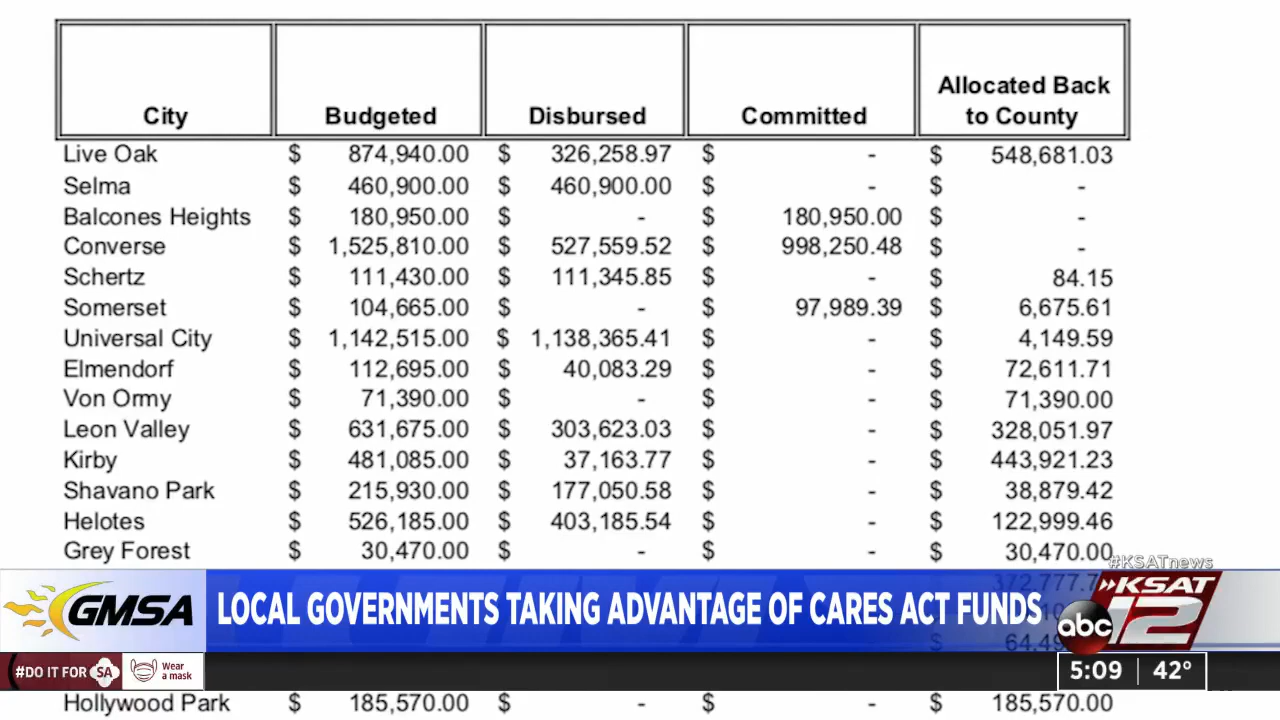 City Budgeted Disbursed Committed Allocated Back to County
Live Oak $ 874,940.00 $ 326,258.97 $ - $ 548,681.03
Selma $ 460,900.00 $ 460,900.00 $ - $ -
Balcones Heights $ 180,950.00 $ - $ 180,950.00 $ -
Converse $ 1,525,810.00 $ 527,559.52 $ 998,250.48 $ -
Schertz $ 111,430.00 $ 111,345.85 $ - $ 84.15
Somerset $ 104,665.00 $ - $ 97,989.39 $ 6,675.61
Universal City $ 1,142,515.00 $ 1,138,365.41 $ - $ 4,149.59
Elmendorf $ 112,695.00 $ 40,083.29 $ - $ 72,611.71
Von Ormy $ 71,390.00 $ - $ - $ 71,390.00
Leon Valley $ 631,675.00 $ 303,623.03 $ - $ 328,051.97
Kirby $ 481,085.00 $ 37,163.77 $ - $ 443,921.23
Shavano Park $ 215,930.00 $ 177,050.58 $ - $ 38,879.42
Helotes $ 526,185.00 $ 403,185.54 $ - $ 122,999.46
Grey Forest $ 30,470.00 $ - $ - $ 30,470.00
#KSATnews
GMSA LOCAL GOVERNMENTS TAKING ADVANTAGE OF CARES ACT FUNDS
abc KSAT 12
#DO IT FOR SA
Wear
a mask
5:09 42°
Hollywood Park $ 185,570.00 $ - $ - $ 185,570.00